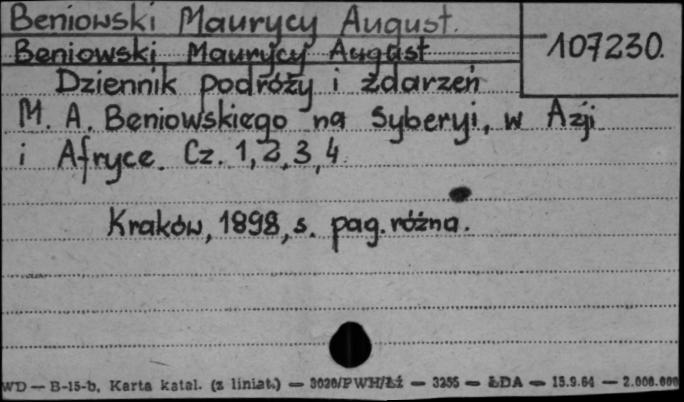 Beniowski Maurycy August.
107230.
Beniowski Maurycy August
Dziennik podróży i zdarzeń
M. A. Beniowskiego na Syberyi, w Azji
i Afryce. Cz. 1, 2, 3, 4
Kraków, 1898, s. pag. różna.
WD — B-15-b, Karta katal. (z liniat.) — 3020/PWH/Łź — 3255 — ŁDA — 15.9.64 — 2.000.000